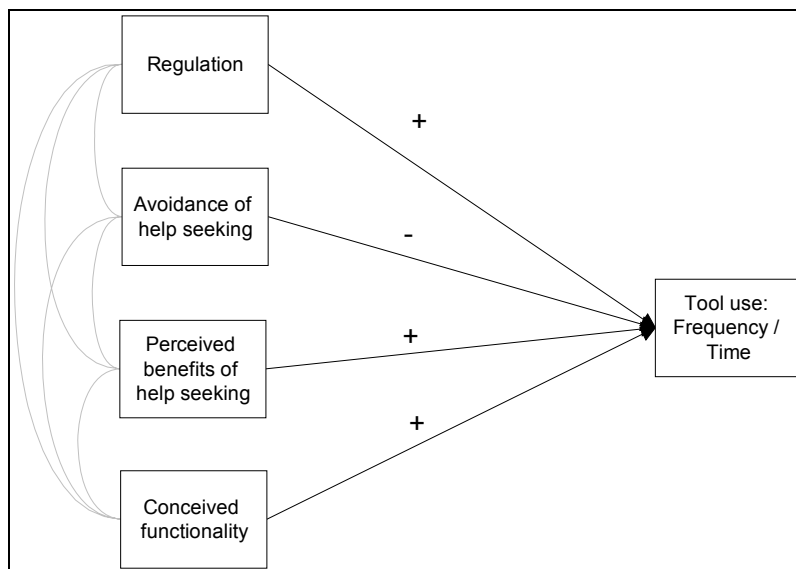 Regulation
+
Avoidance of
help seeking
-
Perceived
benefits of
help seeking
+
Conceived
functionality
+
Tool use:
Frequency /
Time